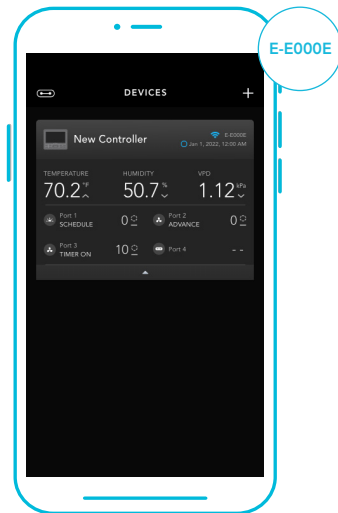 E-E000E
DEVICES
New Controller
E-E000E
Jan 1, 2022, 12:00 AM
TEMPERATURE HUMIDITY VPD
70.2 °F 50.7 % 1.12 kPa
Port 1 SCHEDULE 0 Port 2 ADVANCE 0
Port 3 TIMER ON 10 Port 4 - -